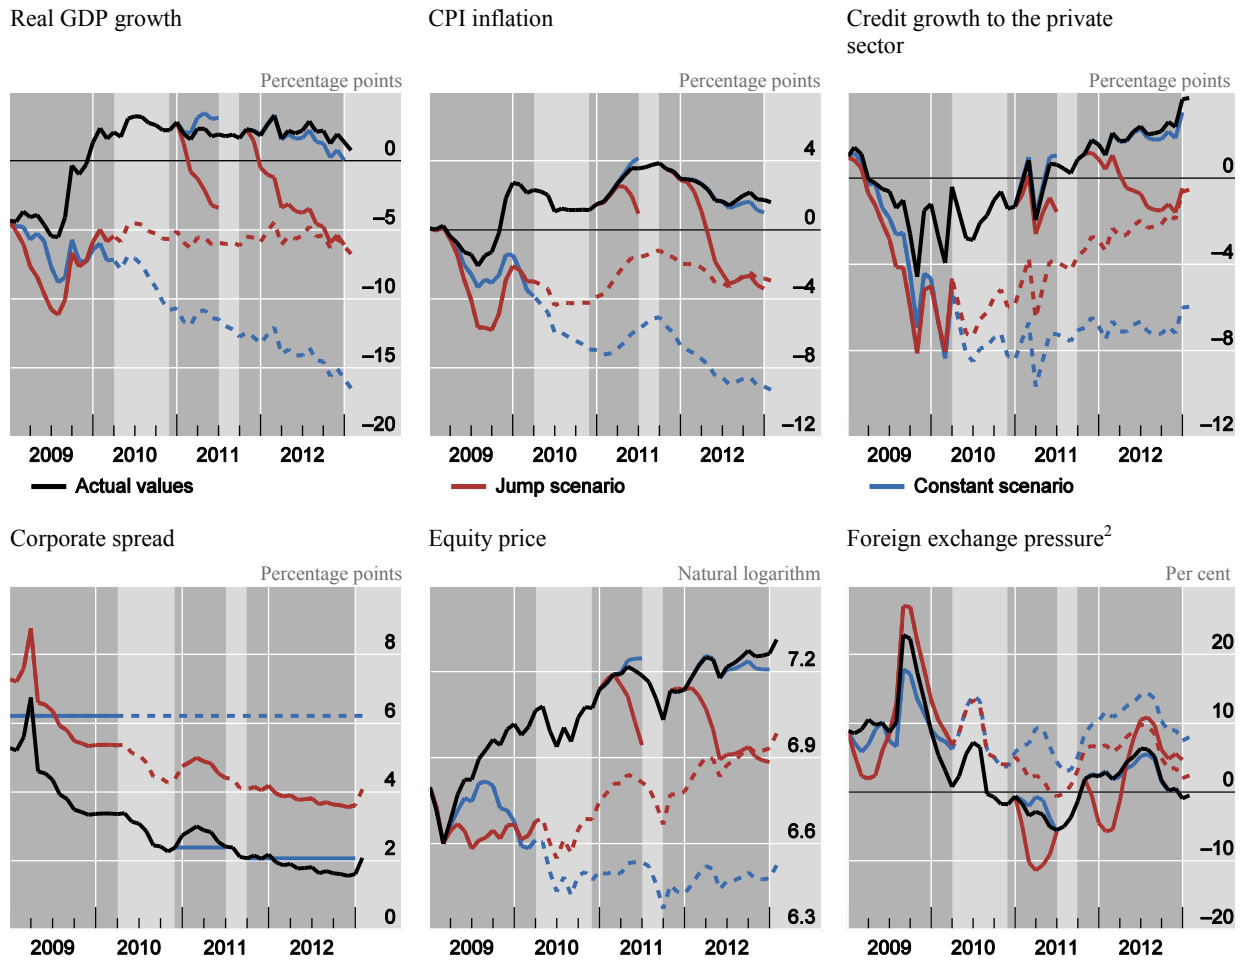 Real GDP growth
CPI inflation
Credit growth to the private
sector
Percentage points
Percentage points
Percentage points
0
–5
–10
–15
–20
4
0
–4
–8
–12
0
–4
–8
–12
2009 2010 2011 2012
2009 2010 2011 2012
2009 2010 2011 2012
Actual values
Jump scenario
Constant scenario
Corporate spread
Equity price
Foreign exchange pressure2
Percentage points
Natural logarithm
Per cent
8
6
4
2
0
7.2
6.9
6.6
6.3
20
10
0
–10
–20
2009 2010 2011 2012
2009 2010 2011 2012
2009 2010 2011 2012